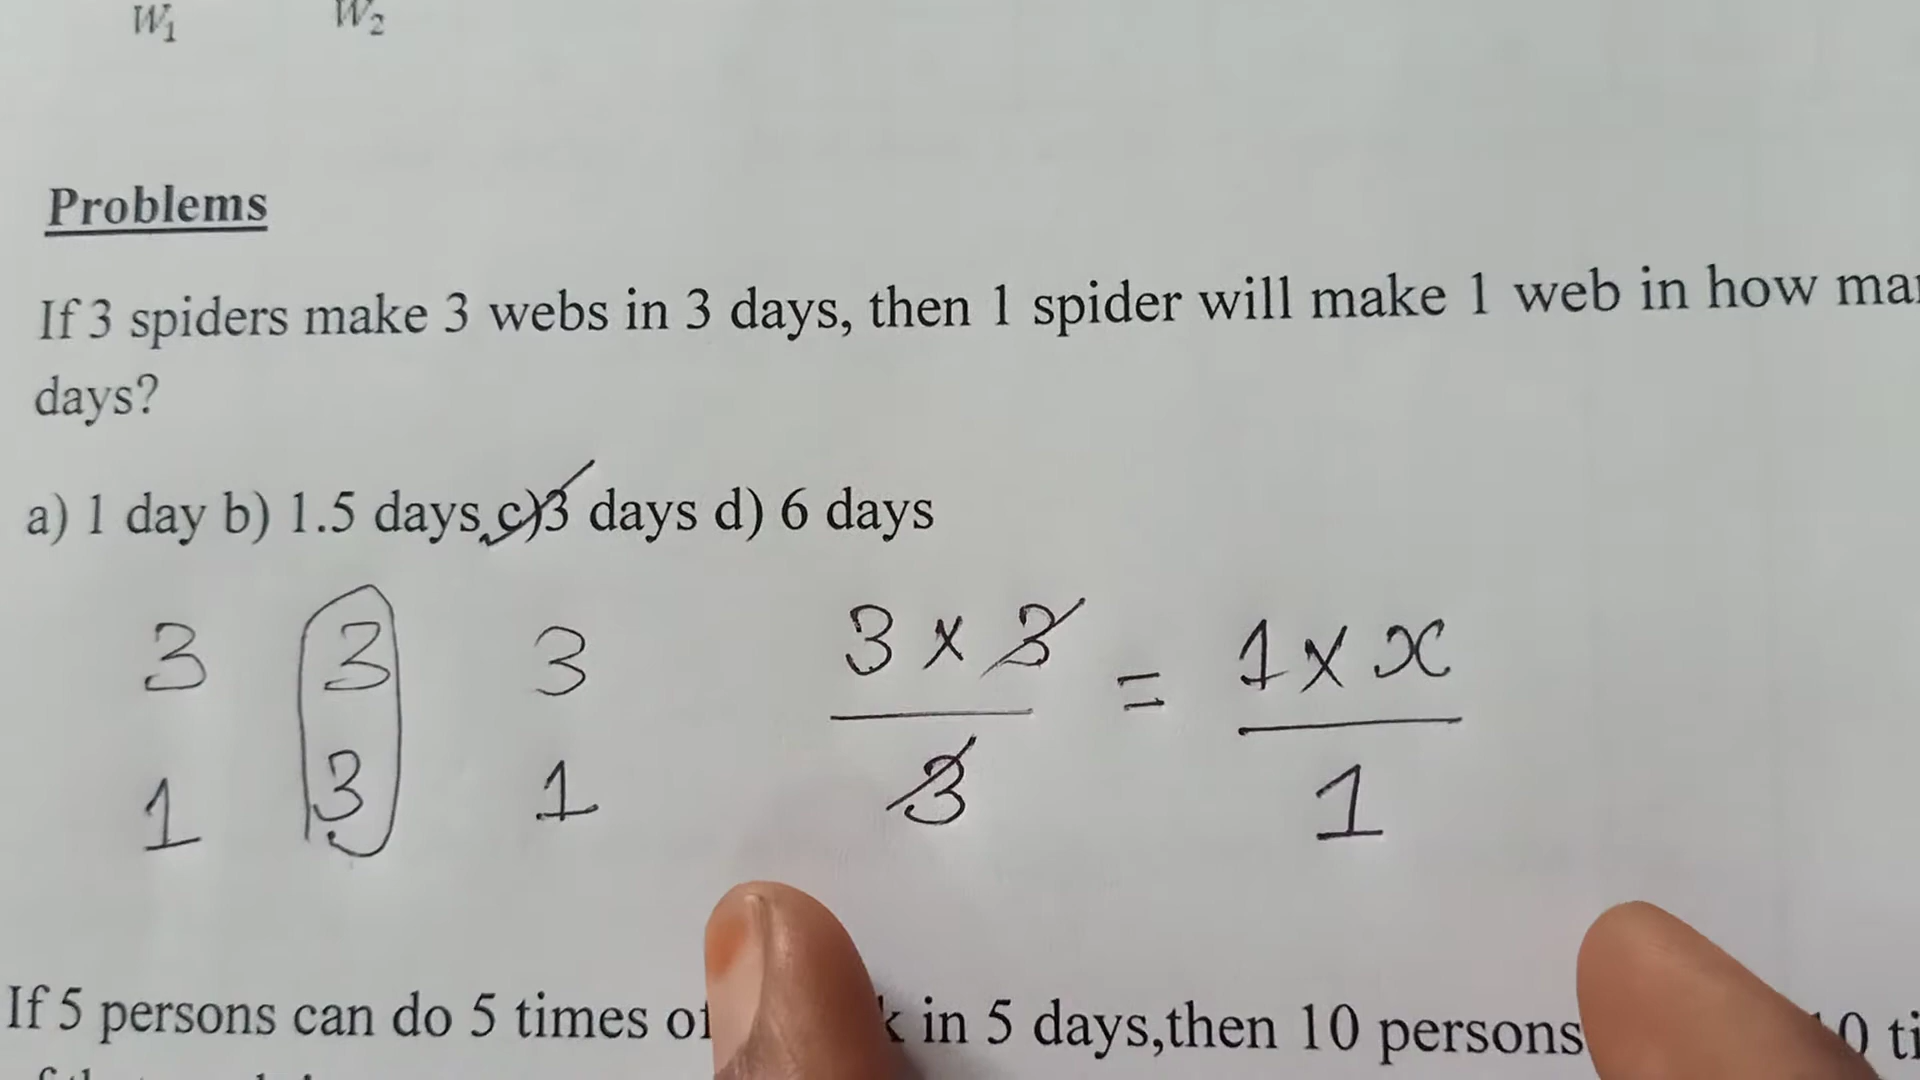 W₁ W₂
Problems
If 3 spiders make 3 webs in 3 days, then 1 spider will make 1 web in how
days?
a) 1 day b) 1.5 days c)3 days d) 6 days
3 3 3 3 x 3 = 1 x x
1 3 1 3 1
If 5 persons can do 5 times in 5 days,then 10 persons